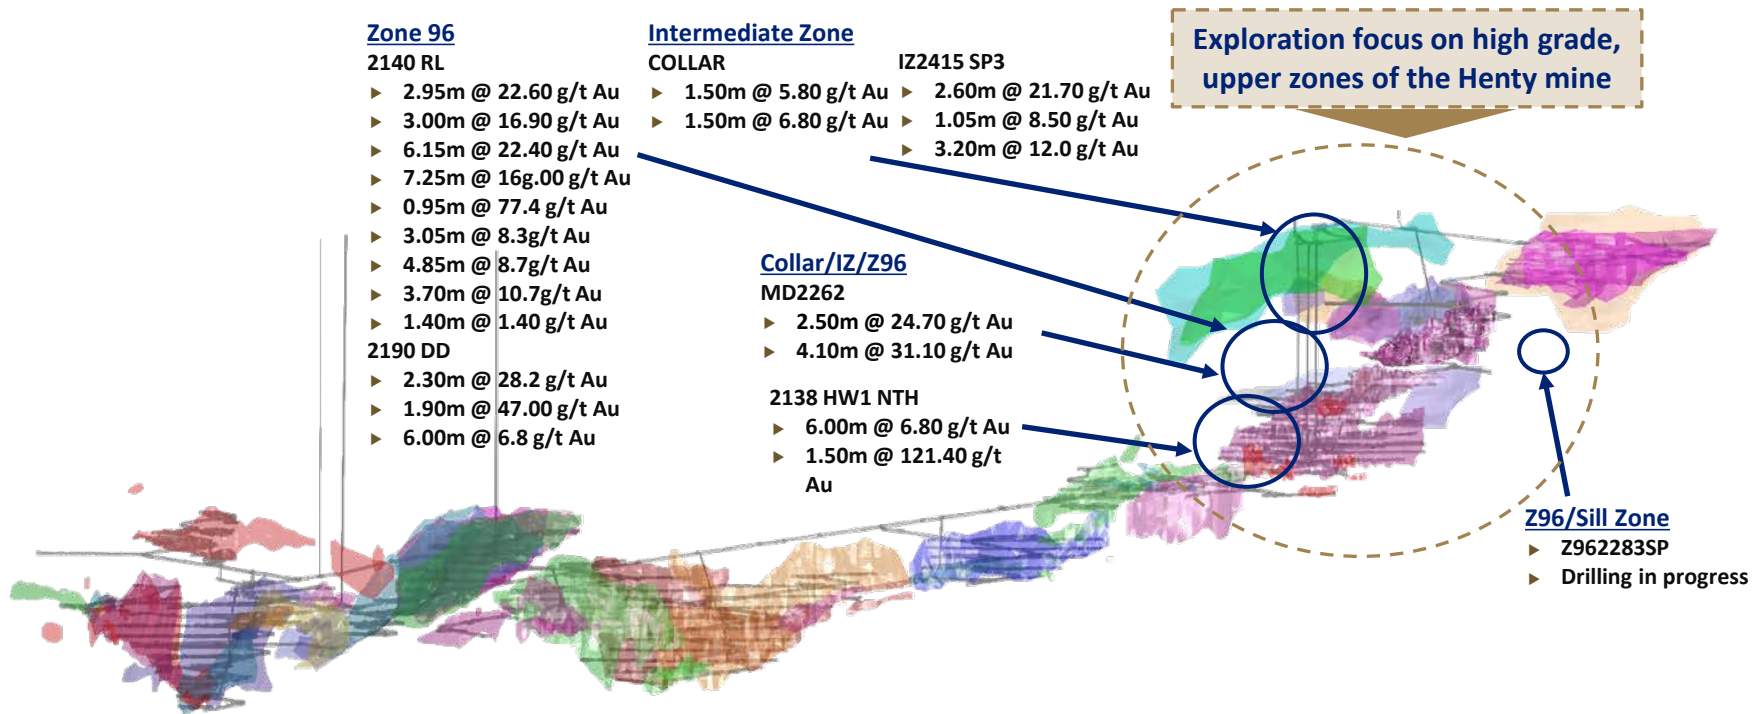 Zone 96
2140 RL
▶ 2.95m @ 22.60 g/t Au
▶ 3.00m @ 16.90 g/t Au
▶ 6.15m @ 22.40 g/t Au
▶ 7.25m @ 16g.00 g/t Au
▶ 0.95m @ 77.4 g/t Au
▶ 3.05m @ 8.3g/t Au
▶ 4.85m @ 8.7g/t Au
▶ 3.70m @ 10.7g/t Au
▶ 1.40m @ 1.40 g/t Au
2190 DD
▶ 2.30m @ 28.2 g/t Au
▶ 1.90m @ 47.00 g/t Au
▶ 6.00m @ 6.8 g/t Au
Intermediate Zone
COLLAR
▶ 1.50m @ 5.80 g/t Au
▶ 1.50m @ 6.80 g/t Au
IZ2415 SP3
▶ 2.60m @ 21.70 g/t Au
▶ 1.05m @ 8.50 g/t Au
▶ 3.20m @ 12.0 g/t Au
Exploration focus on high grade,
upper zones of the Henty mine
Collar/IZ/Z96
MD2262
▶ 2.50m @ 24.70 g/t Au
▶ 4.10m @ 31.10 g/t Au
2138 HW1 NTH
▶ 6.00m @ 6.80 g/t Au
▶ 1.50m @ 121.40 g/t
Au
Z96/Sill Zone
▶ Z962283SP
▶ Drilling in progress